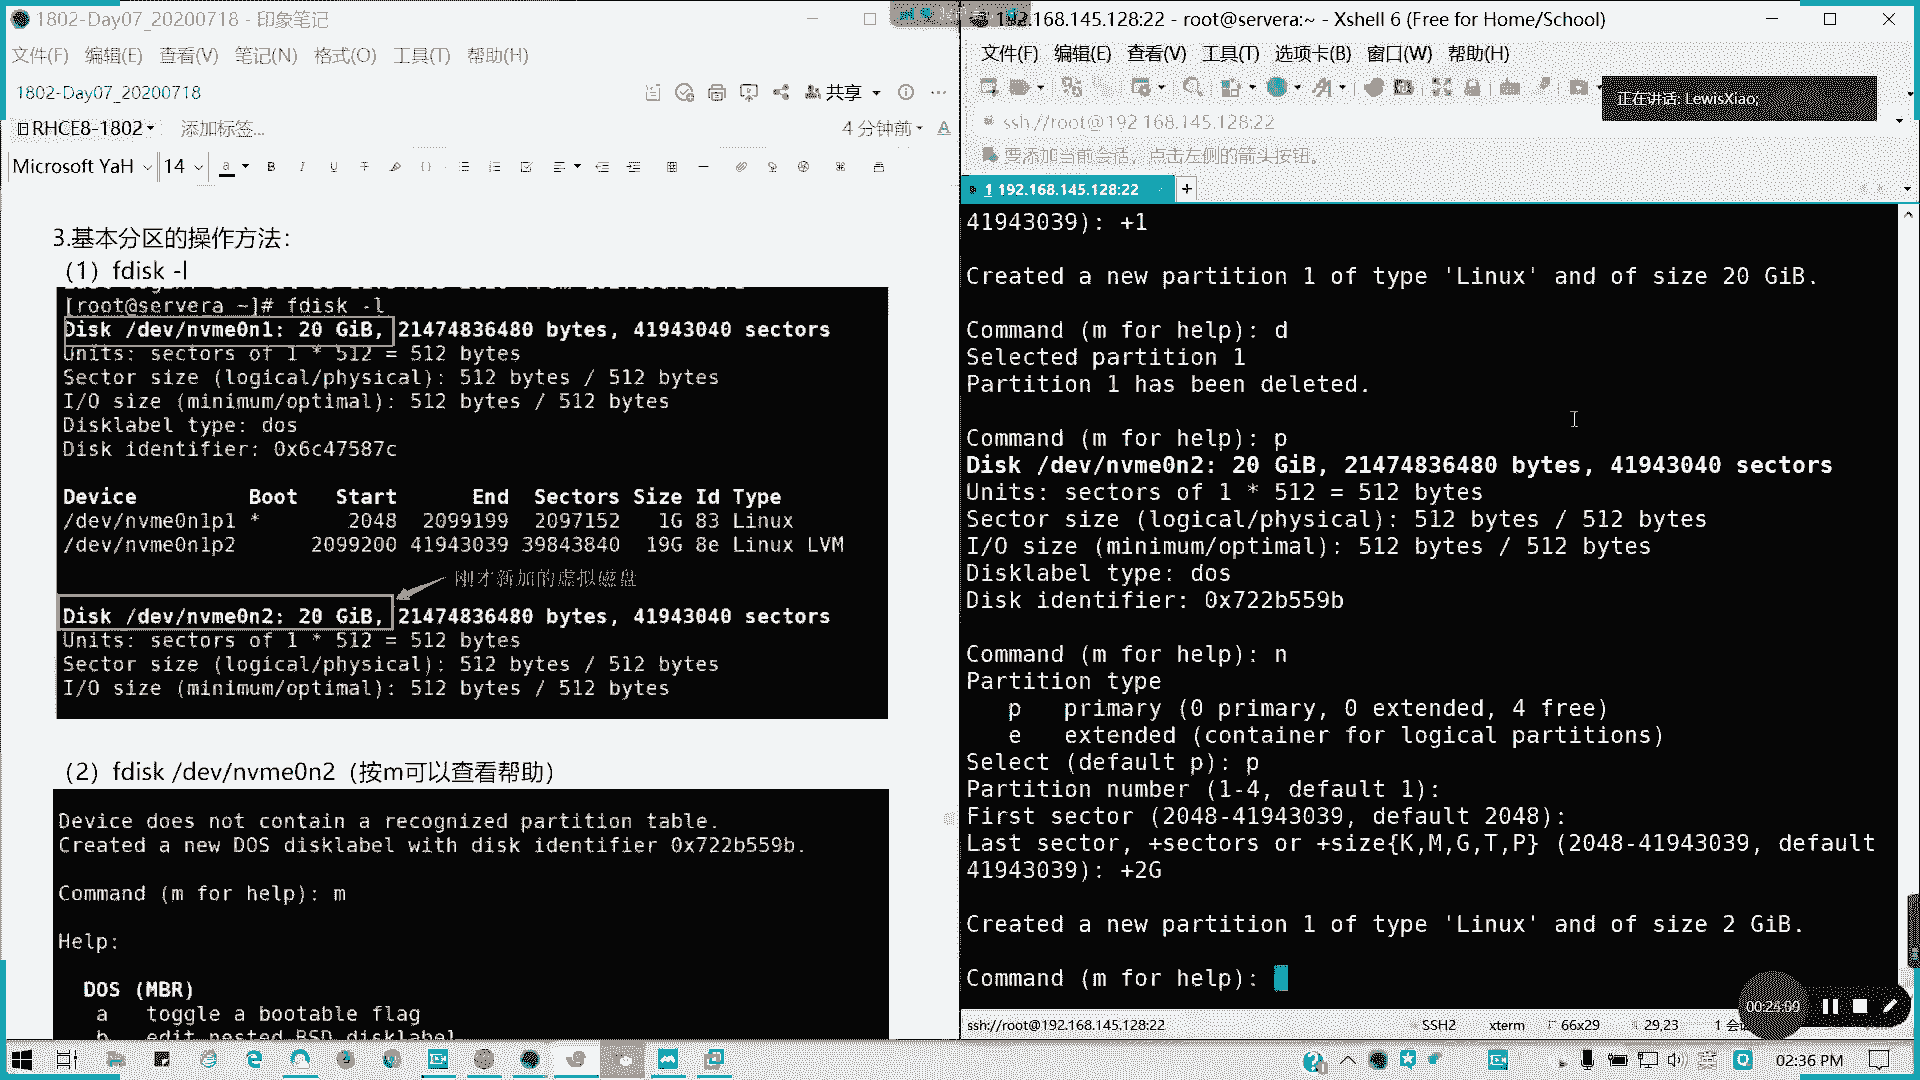 1802-Day07_20200718 - 印象笔记
文件(F) 编辑(E) 查看(V) 笔记(N) 格式(O) 工具(T) 帮助(H)
1802-Day07_20200718
共享
RHCE8-1802
添加标签...
4 分钟前
Microsoft YaH
14
3.基本分区的操作方法：
（1）fdisk -l
[root@servera ~]# fdisk -l
Disk /dev/nvme0n1: 20 GiB, 21474836480 bytes, 41943040 sectors
Units: sectors of 1 * 512 = 512 bytes
Sector size (logical/physical): 512 bytes / 512 bytes
I/O size (minimum/optimal): 512 bytes / 512 bytes
Disklabel type: dos
Disk identifier: 0x6c47587c
Device Boot Start End Sectors Size Id Type
/dev/nvme0n1p1 * 2048 2099199 2097152 1G 83 Linux
/dev/nvme0n1p2 2099200 41943039 39843840 19G 8e Linux LVM
刚才新加的虚拟磁盘
Disk /dev/nvme0n2: 20 GiB, 21474836480 bytes, 41943040 sectors
Units: sectors of 1 * 512 = 512 bytes
Sector size (logical/physical): 512 bytes / 512 bytes
I/O size (minimum/optimal): 512 bytes / 512 bytes
（2）fdisk /dev/nvme0n2（按m可以查看帮助）
Device does not contain a recognized partition table.
Created a new DOS disklabel with disk identifier 0x722b559b.
Command (m for help): m
Help:
DOS (MBR)
a toggle a bootable flag
b edit nested BSD disklabel
192.168.145.128:22 - root@servera:~ - Xshell 6 (Free for Home/School)
文件(F) 编辑(E) 查看(V) 工具(T) 选项卡(B) 窗口(W) 帮助(H)
正在讲话: LewisXiao;
ssh://root@192.168.145.128:22
要添加当前会话，点击左侧的箭头按钮。
1 192.168.145.128:22
41943039): +1
Created a new partition 1 of type 'Linux' and of size 20 GiB.
Command (m for help): d
Selected partition 1
Partition 1 has been deleted.
Command (m for help): p
Disk /dev/nvme0n2: 20 GiB, 21474836480 bytes, 41943040 sectors
Units: sectors of 1 * 512 = 512 bytes
Sector size (logical/physical): 512 bytes / 512 bytes
I/O size (minimum/optimal): 512 bytes / 512 bytes
Disklabel type: dos
Disk identifier: 0x722b559b
Command (m for help): n
Partition type
p primary (0 primary, 0 extended, 4 free)
e extended (container for logical partitions)
Select (default p): p
Partition number (1-4, default 1):
First sector (2048-41943039, default 2048):
Last sector, +sectors or +size{K,M,G,T,P} (2048-41943039, default
41943039): +2G
Created a new partition 1 of type 'Linux' and of size 2 GiB.
Command (m for help):
ssh://root@192.168.145.128:22
SSH2
xterm
66x29
29,23
02:36 PM